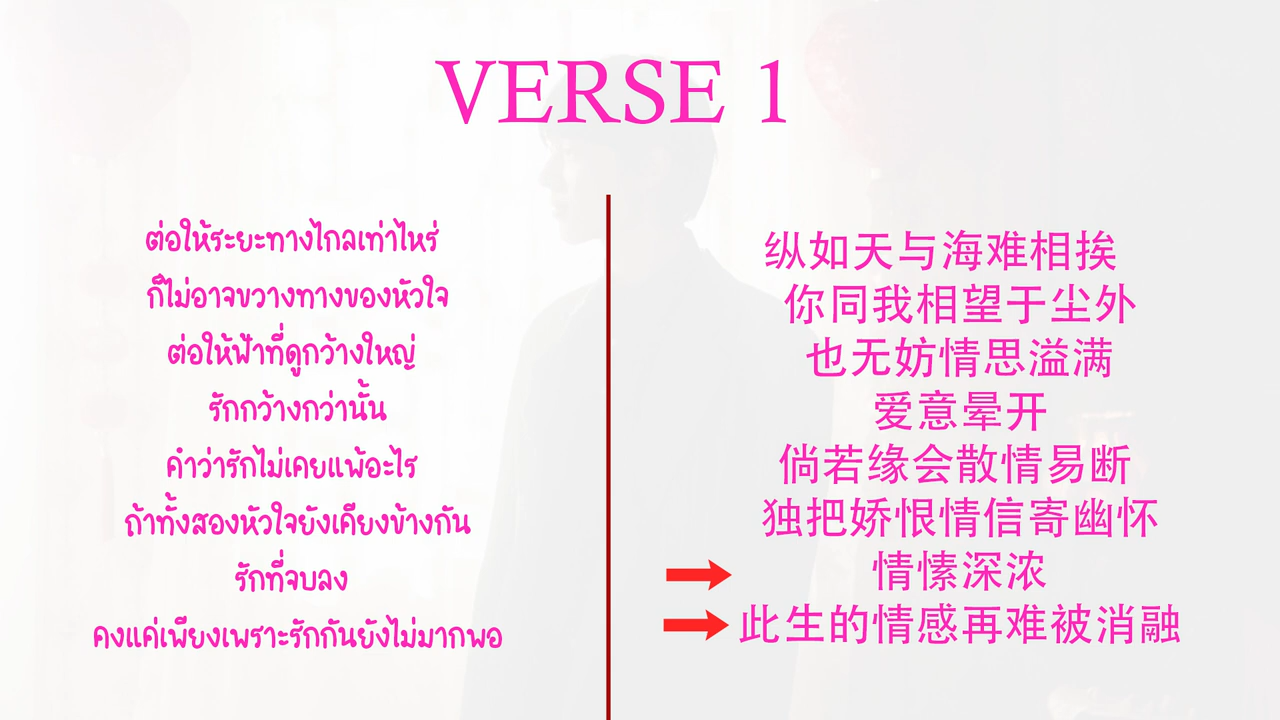 VERSE 1
ต่อให้ระยะทางไกลเท่าไหร่
ก็ไม่อาจขวางทางของหัวใจ
ต่อให้ฟ้าที่ดูกว้างใหญ่
รักกว้างกว่านั้น
คำว่ารักไม่เคยแพ้อะไร
ถ้าทั้งสองหัวใจยังเคียงข้างกัน
รักที่จบลง
คงแค่เพียงเพราะรักกันยังไม่มากพอ
纵如天与海难相挨
你同我相望于尘外
也无妨情思溢满
爱意晕开
倘若缘会散情易断
独把娇恨情信寄幽怀
情愫深浓
此生的情感再难被消融